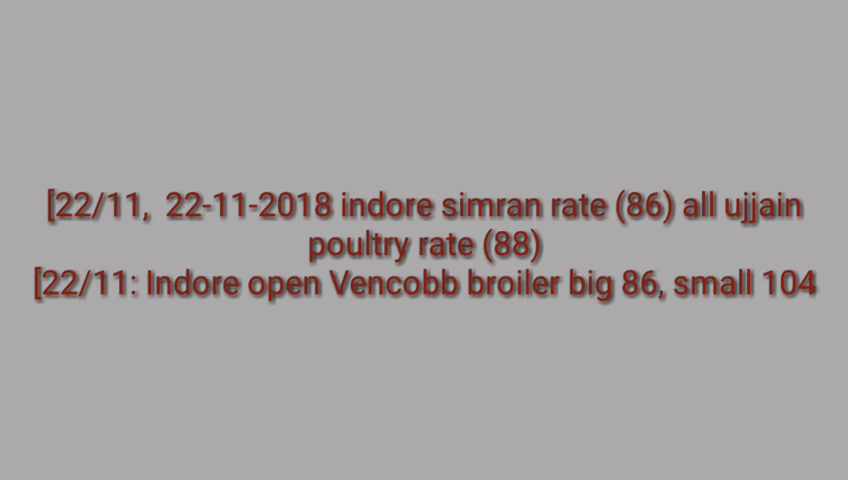 [22/11,  22-11-2018 indore simran rate (86) all ujjain
poultry rate (88)
[22/11: Indore open Vencobb broiler big 86, small 104